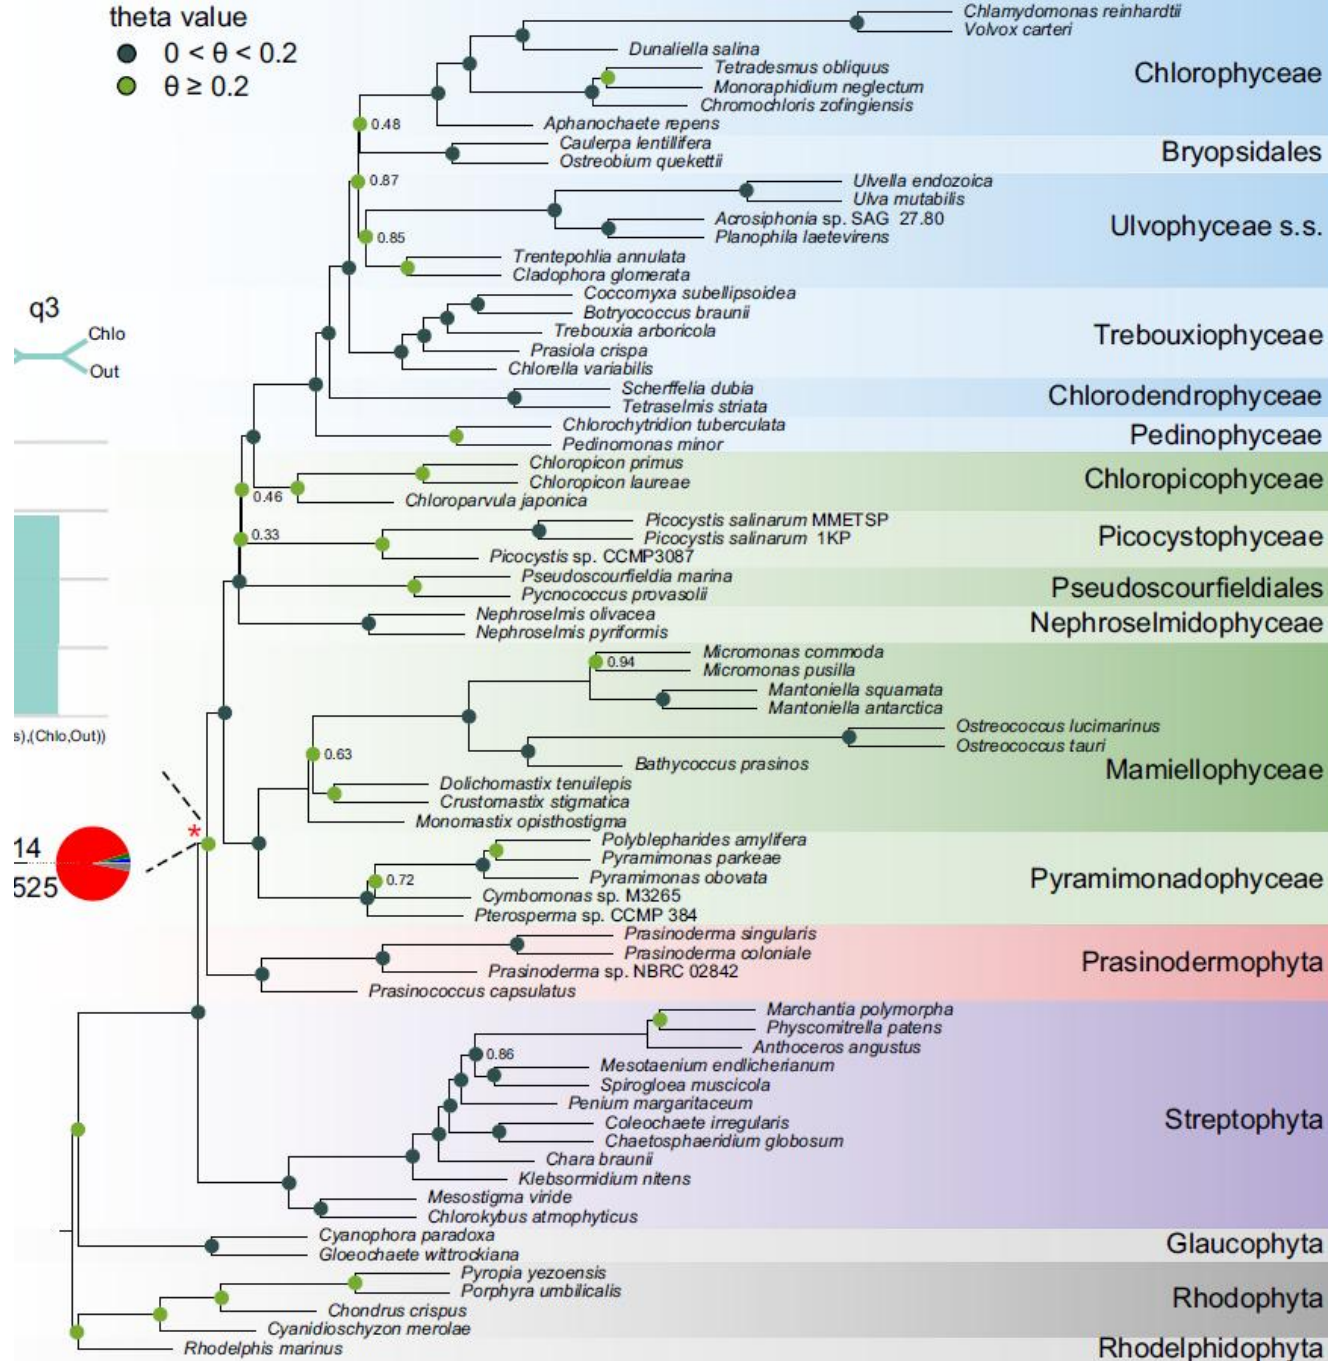 theta value
0 < θ < 0.2
θ ≥ 0.2
Chlamydomonas reinhardtii
Volvox carteri
Dunaliella salina
Tetradesmus obliquus
Monoraphidium neglectum
Chromochloris zofingiensis
Aphanochaete repens
Chlorophyceae
0.48
Caulerpa lentillifera
Ostreobium quekettii
Bryopsidales
0.87
Ulvella endozoica
Ulva mutabilis
Acrosiphonia sp. SAG 27.80
Planophila laetevirens
Ulvophyceae s.s.
0.85
Trentepohlia annulata
Cladophora glomerata
q3
Chlo
Out
Coccomyxa subellipsoidea
Botryococcus braunii
Trebouxia arboricola
Prasiola crispa
Chlorella variabilis
Trebouxiophyceae
Scherffelia dubia
Tetraselmis striata
Chlorodendrophyceae
Chlorochytridion tuberculata
Pedinomonas minor
Pedinophyceae
Chloropicon primus
Chloropicon laureae
Chloroparvula japonica
Chloropicophyceae
0.46
0.33
Picocystis salinarum MMETSP
Picocystis salinarum 1KP
Picocystis sp. CCMP3087
Picocystophyceae
Pseudoscourfieldia marina
Pycnococcus provasolii
Pseudoscourfieldiales
Nephroselmis olivacea
Nephroselmis pyriformis
Nephroselmidophyceae
Micromonas commoda
0.94
Micromonas pusilla
Mantoniella squamata
Mantoniella antarctica
Ostreococcus lucimarinus
Ostreococcus tauri
Bathycoccus prasinos
Mamiellophyceae
s),(Chlo,Out))
0.63
Dolichomastix tenuilepis
Crustomastix stigmatica
Monomastix opisthostigma
*
14
525
Polyblepharides amylifera
Pyramimonas parkeae
Pyramimonas obovata
0.72
Cymbomonas sp. M3265
Pterosperma sp. CCMP 384
Pyramimonadophyceae
Prasinoderma singularis
Prasinoderma coloniale
Prasinoderma sp. NBRC 02842
Prasinococcus capsulatus
Prasinodermophyta
Marchantia polymorpha
Physcomitrella patens
Anthoceros angustus
0.86
Mesotaenium endlicherianum
Spirogloea muscicola
Penium margaritaceum
Coleochaete irregularis
Chaetosphaeridium globosum
Chara braunii
Klebsormidium nitens
Mesostigma viride
Chlorokybus atmophyticus
Streptophyta
Cyanophora paradoxa
Gloeochaete wittrockiana
Glaucophyta
Pyropia yezoensis
Porphyra umbilicalis
Chondrus crispus
Cyanidioschyzon merolae
Rhodophyta
Rhodelphis marinus
Rhodelphidophyta